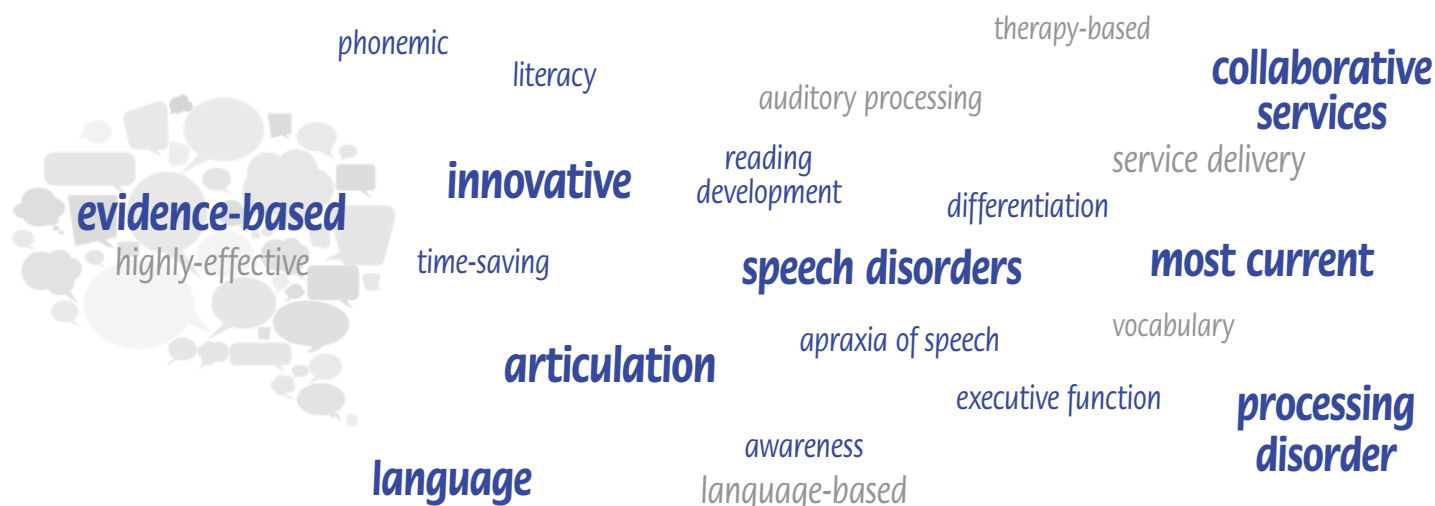 therapy-based
phonemic
collaborative
literacy
auditory processing
services
reading
service delivery
innovative
development
differentiation
evidence-based
highly-effective
time-saving
speech disorders
most current
vocabulary
apraxia of speech
articulation
executive function
processing
awareness
disorder
language
language-based